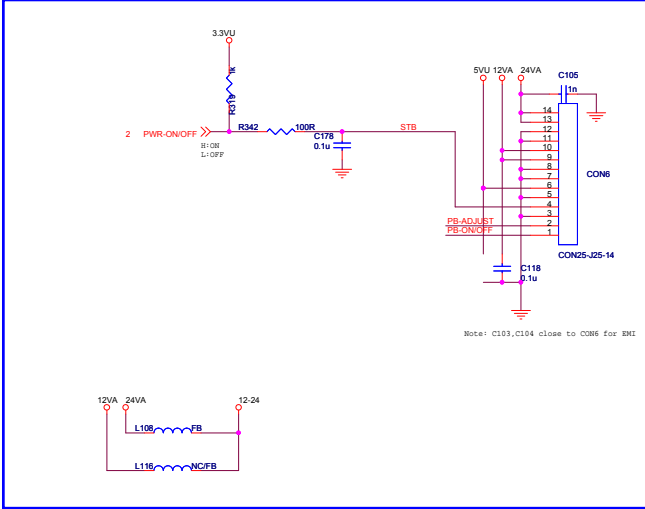 3.3VU
R319 1k
2 PWR-ON/OFF
H:ON
L:OFF
R342 100R
C178
0.1u
STB
5VU 12VA 24VA
C105
1n
14
13
12
11
10
9
8
7
6
5
4
3
2
1
CON6
PB-ADJUST
PB-ON/OFF
CON25-J25-14
C118
0.1u
Note: C103,C104 close to CON6 for EMI
12VA 24VA 12-24
L108 FB
L116 NC/FB